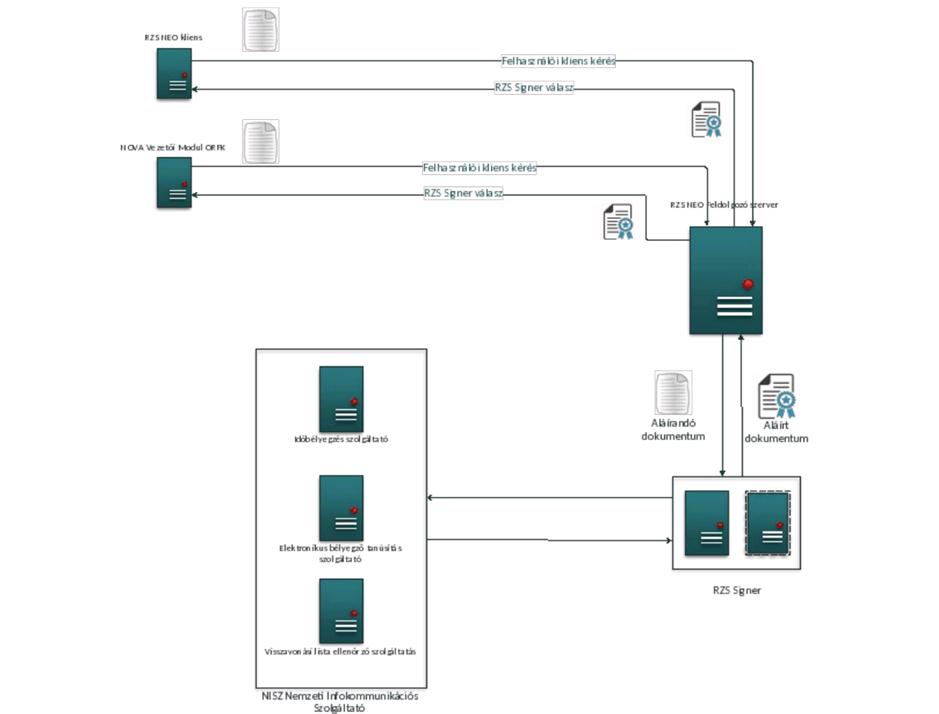 RZS NEO kliens
Felhasználói kliens kérés
RZS Signer válasz
NOVA Vezetői Modul ORFK
Felhasználói kliens kérés
RZS Signer válasz
RZS NEO Feldolgozó szerver
Aláírandó
dokumentum
Aláírt
dokumentum
Időbélyegzés szolgáltató
Elektronikus bélyegző tanúsítás
szolgáltató
RZS Signer
Visszavonási lista ellenőrző szolgáltatás
NISZ Nemzeti Infokommunikációs
Szolgáltató